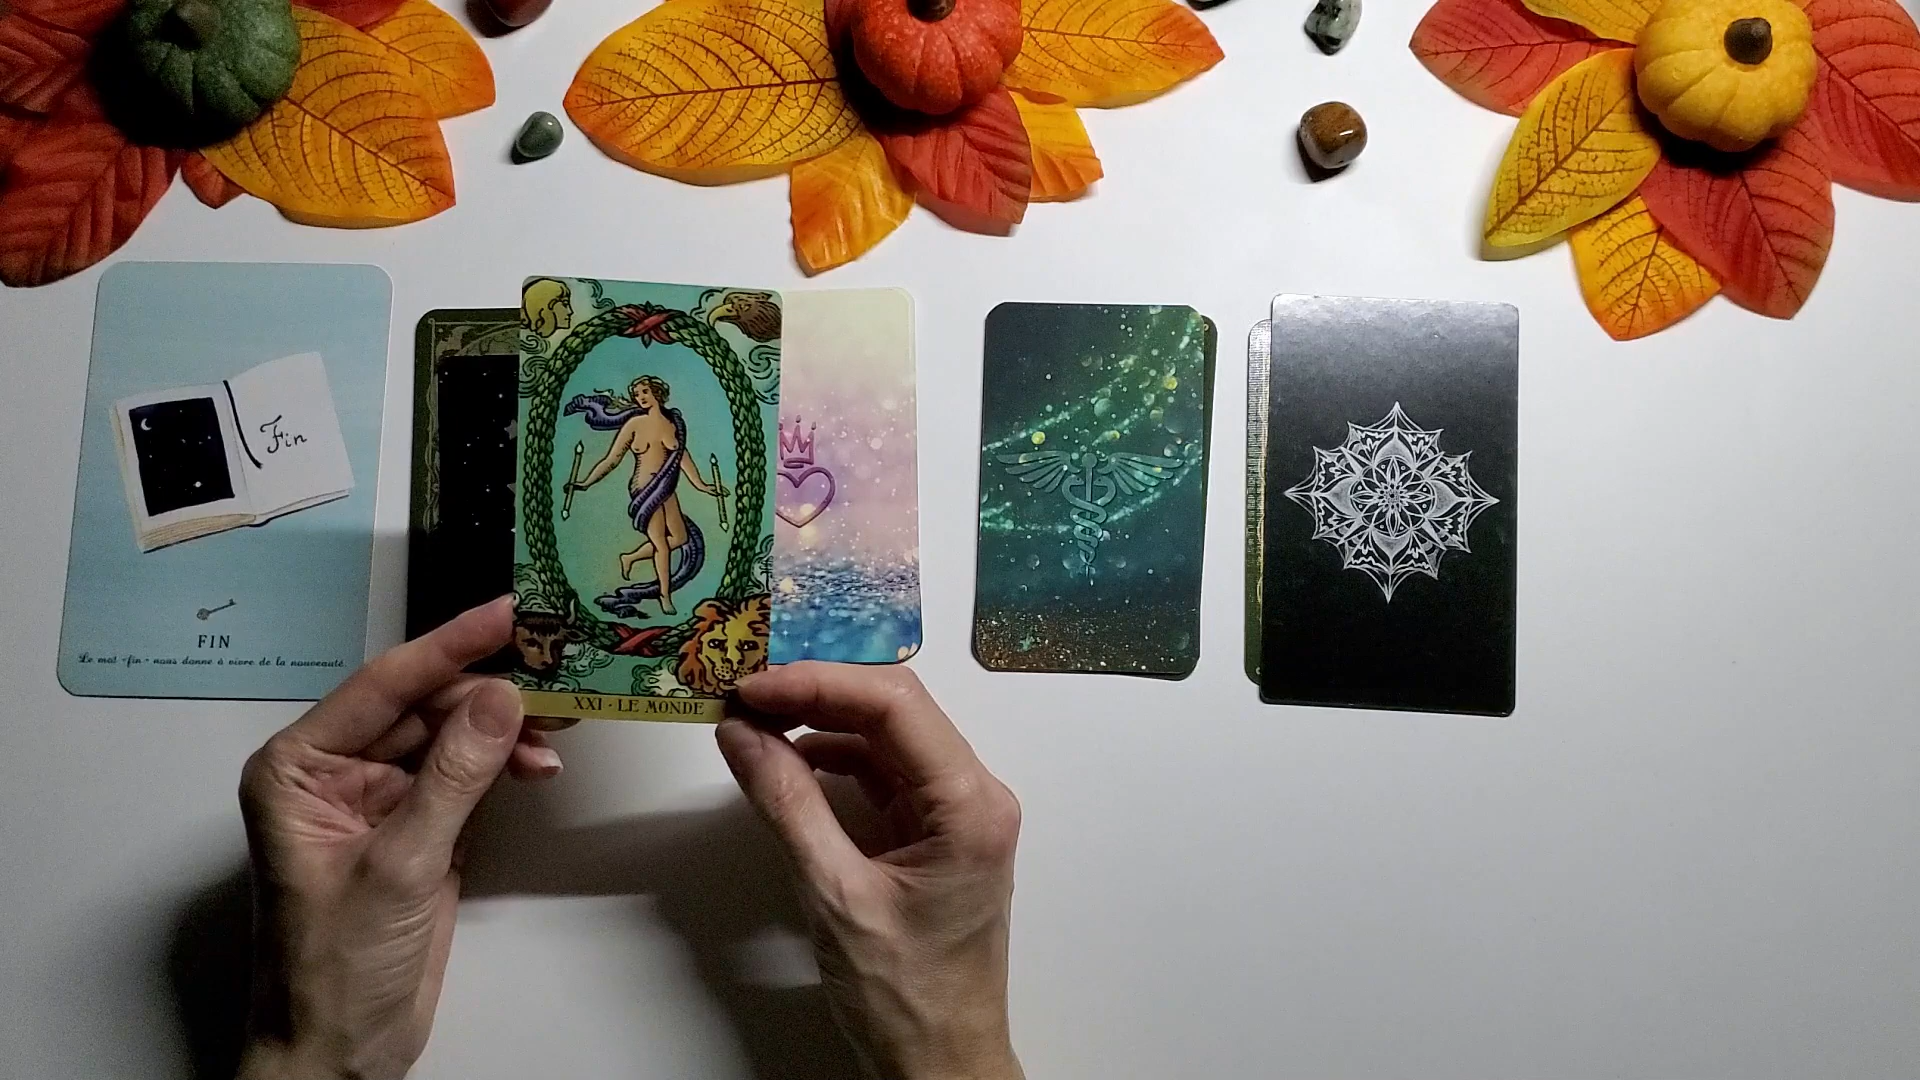 Fin
FIN
Le mot "fin" nous donne à vivre de la nouveauté.
XXI · LE MONDE